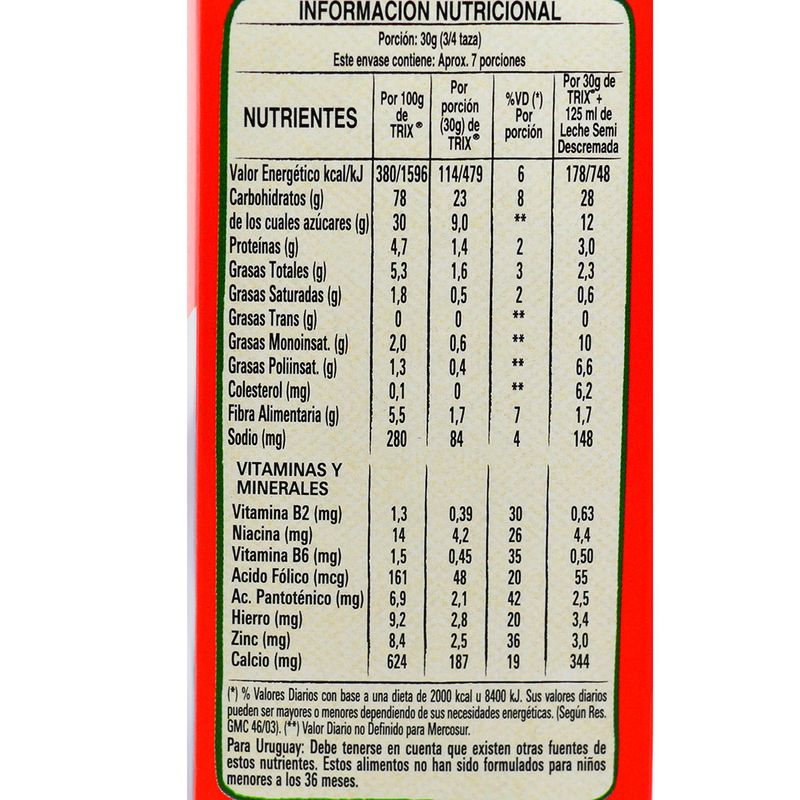 INFORMACION NUTRICIONAL
Porción: 30g (3/4 taza)
Este envase contiene: Aprox. 7 porciones
NUTRIENTES | Por 100g de TRIX® | Por porción (30g) de TRIX® | %VD (*) Por porción | Por 30g de TRIX®+ 125 ml de Leche Semi Descremada
Valor Energético kcal/kJ 380/1596 114/479 6 178/748
Carbohidratos (g) 78 23 8 28
de los cuales azúcares (g) 30 9,0 ** 12
Proteínas (g) 4,7 1,4 2 3,0
Grasas Totales (g) 5,3 1,6 3 2,3
Grasas Saturadas (g) 1,8 0,5 2 0,6
Grasas Trans (g) 0 0 ** 0
Grasas Monoinsat. (g) 2,0 0,6 ** 10
Grasas Poliinsat. (g) 1,3 0,4 ** 6,6
Colesterol (mg) 0,1 0 ** 6,2
Fibra Alimentaria (g) 5,5 1,7 7 1,7
Sodio (mg) 280 84 4 148
VITAMINAS Y
MINERALES
Vitamina B2 (mg) 1,3 0,39 30 0,63
Niacina (mg) 14 4,2 26 4,4
Vitamina B6 (mg) 1,5 0,45 35 0,50
Acido Fólico (mcg) 161 48 20 55
Ac. Pantoténico (mg) 6,9 2,1 42 2,5
Hierro (mg) 9,2 2,8 20 3,4
Zinc (mg) 8,4 2,5 36 3,0
Calcio (mg) 624 187 19 344
(*) % Valores Diarios con base a una dieta de 2000 kcal u 8400 kJ. Sus valores diarios
pueden ser mayores o menores dependiendo de sus necesidades energéticas. (Según Res.
GMC 46/03). (**) Valor Diario no Definido para Mercosur.
Para Uruguay: Debe tenerse en cuenta que existen otras fuentes de
estos nutrientes. Estos alimentos no han sido formulados para niños
menores a los 36 meses.